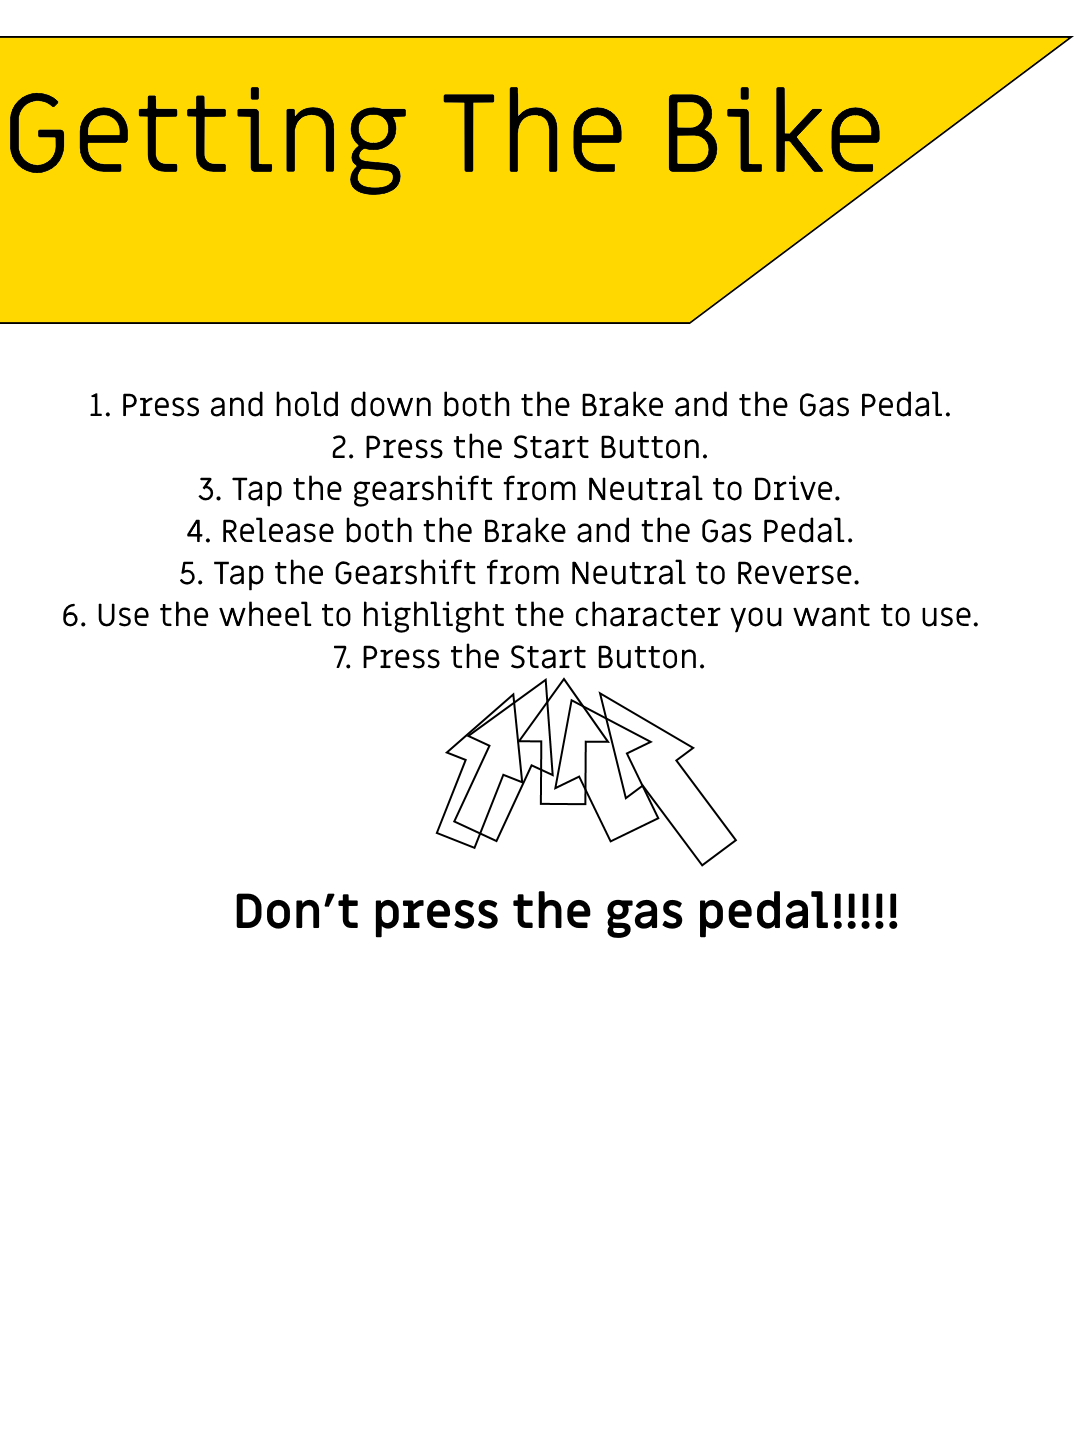 Getting The Bike
1. Press and hold down both the Brake and the Gas Pedal.
2. Press the Start Button.
3. Tap the gearshift from Neutral to Drive.
4. Release both the Brake and the Gas Pedal.
5. Tap the Gearshift from Neutral to Reverse.
6. Use the wheel to highlight the character you want to use.
7. Press the Start Button.
Don't press the gas pedal!!!!!